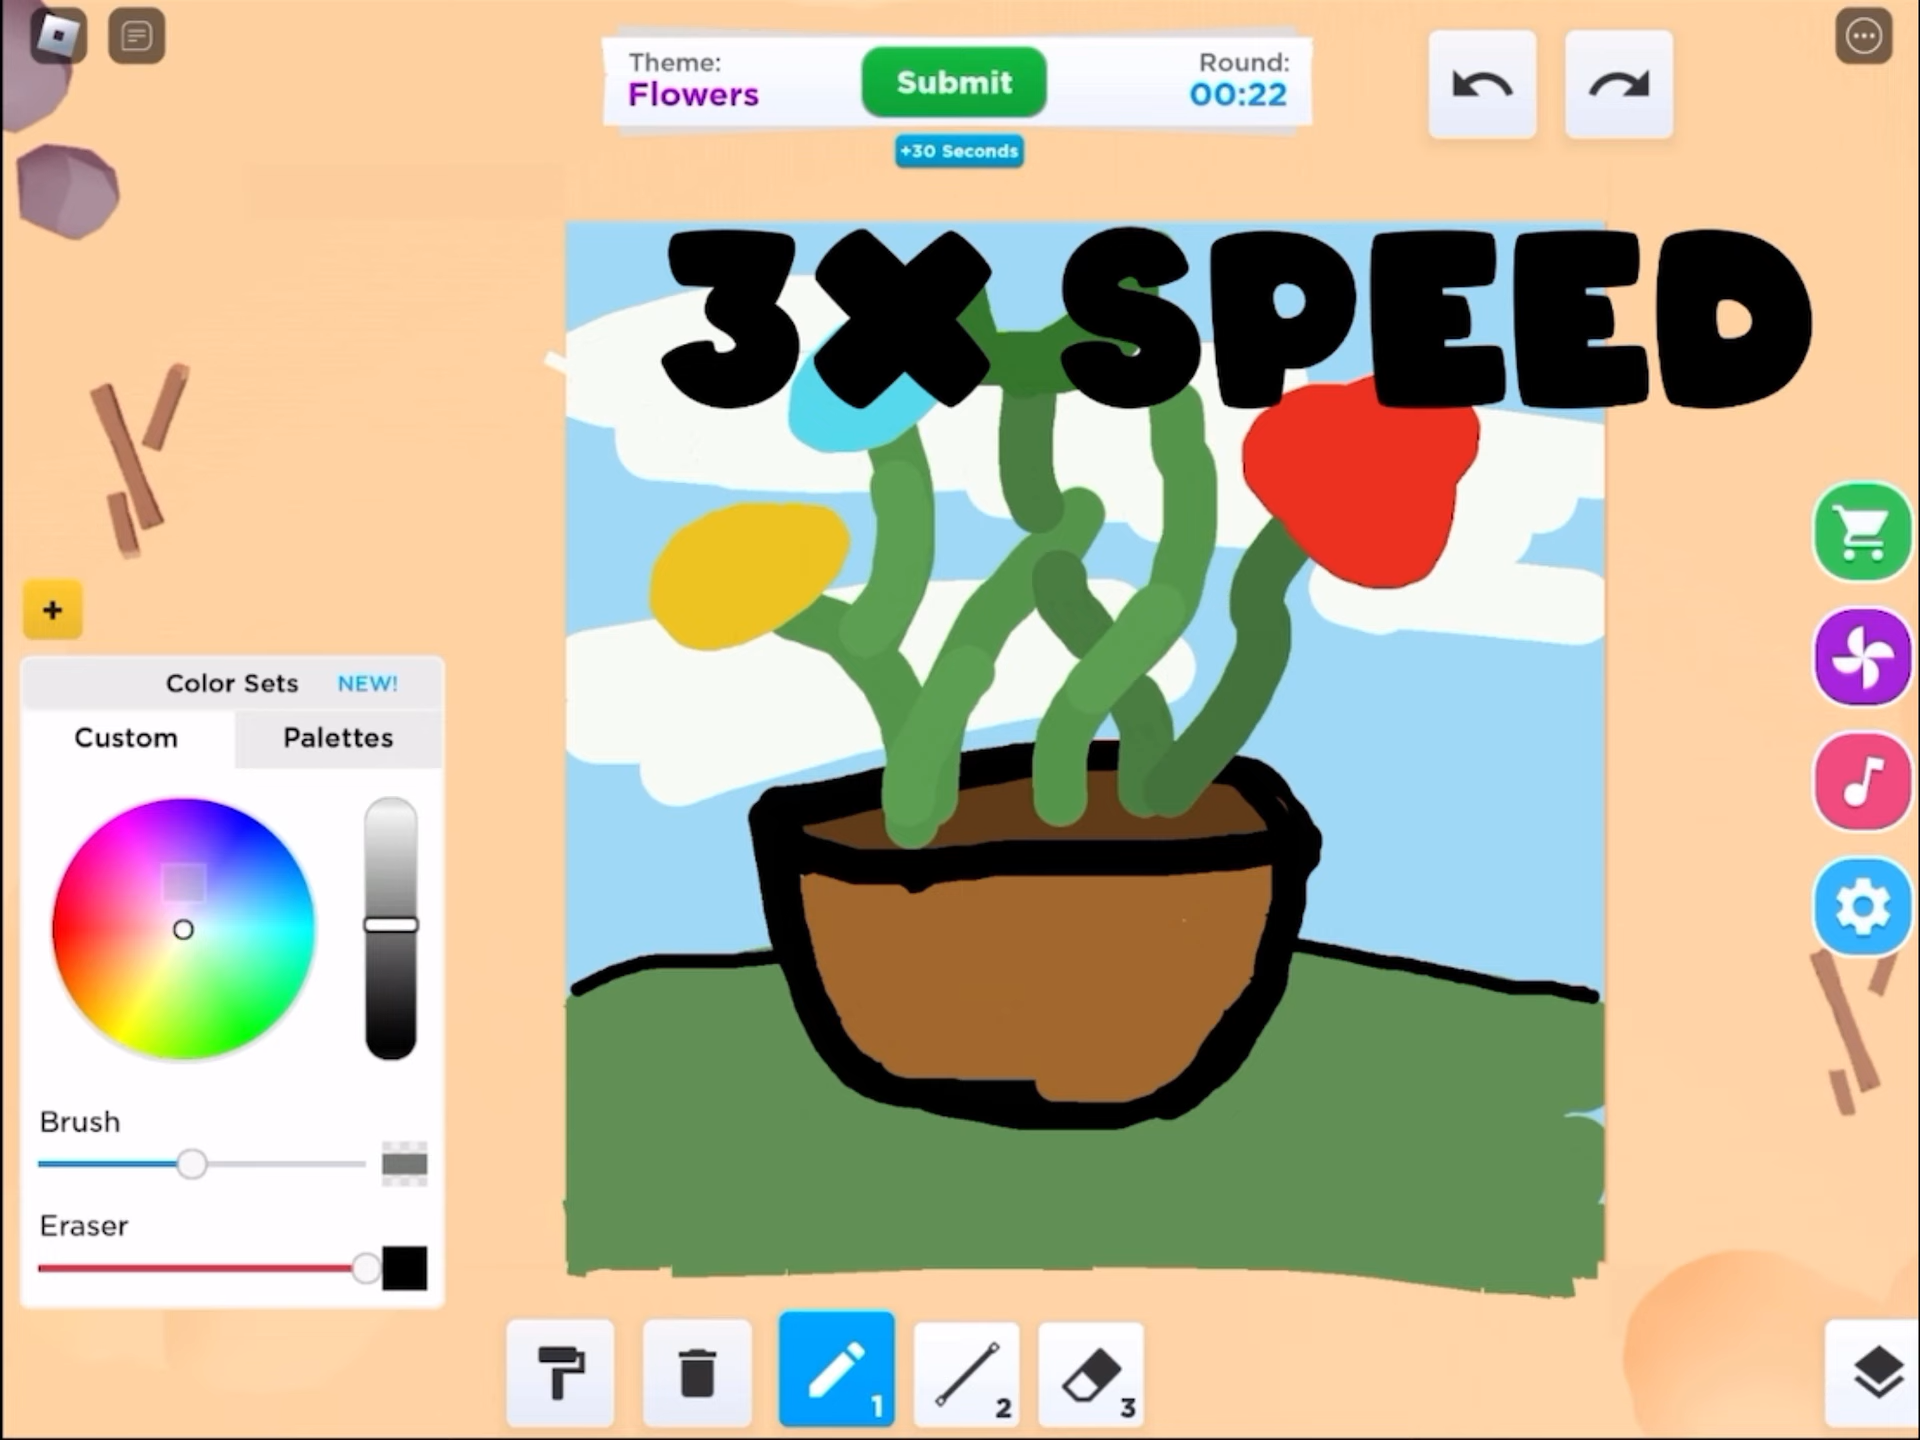 Theme:
Flowers
Submit
Round:
00:22
+30 Seconds
3X SPEED
+
Color Sets NEW!
Custom Palettes
Brush
Eraser
1
2
3